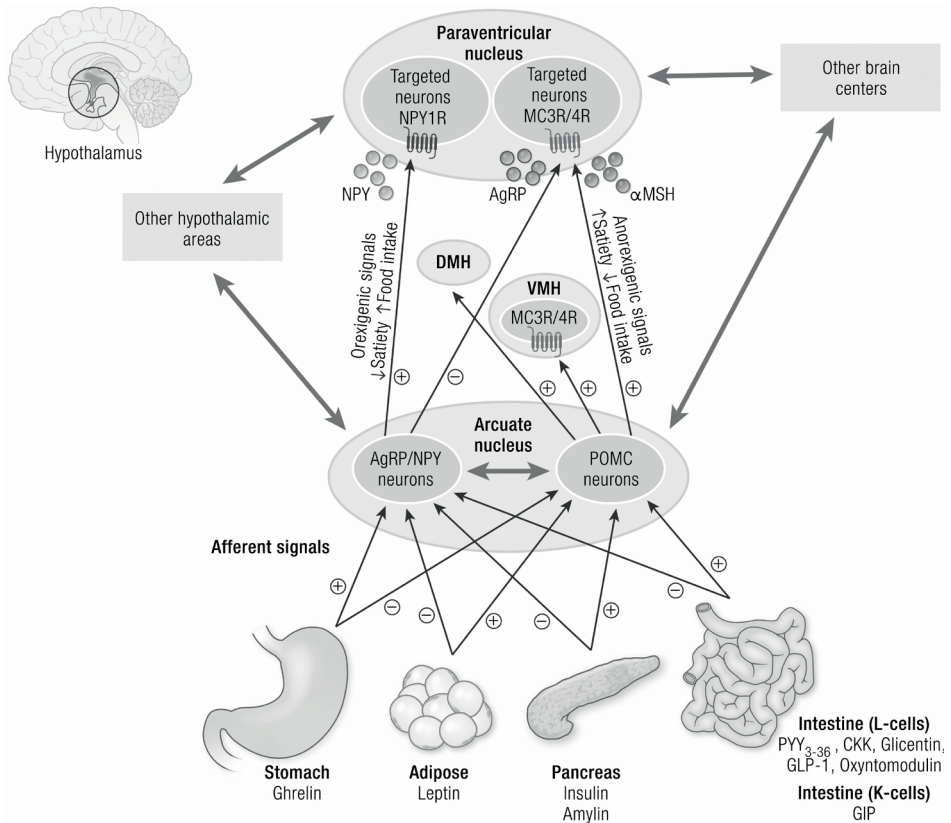 Paraventricular
nucleus
Targeted
neurons
NPY1R
Targeted
neurons
MC3R/4R
Other brain
centers
Hypothalamus
NPY
AgRP
αMSH
Other hypothalamic
areas
Orexigenic signals
↓Satiety ↑Food intake
DMH
VMH
MC3R/4R
Anorexigenic signals
↑Satiety ↓Food intake
+
−
+
+
+
Arcuate
nucleus
AgRP/NPY
neurons
POMC
neurons
Afferent signals
+
−
−
+
−
+
−
+
Stomach
Ghrelin
Adipose
Leptin
Pancreas
Insulin
Amylin
Intestine (L-cells)
PYY3-36 , CKK, Glicentin,
GLP-1, Oxyntomodulin
Intestine (K-cells)
GIP